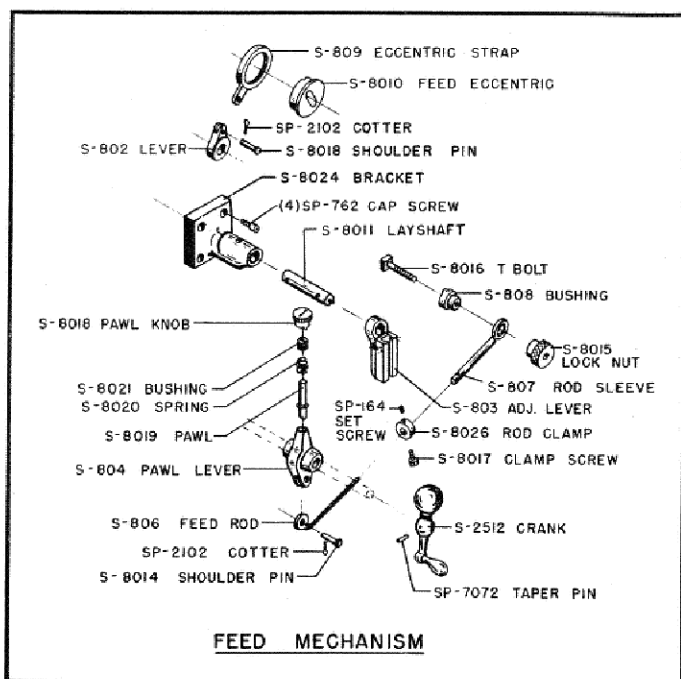 S-809 ECCENTRIC STRAP
S-8010 FEED ECCENTRIC
SP-2102 COTTER
S-802 LEVER
S-8018 SHOULDER PIN
S-8024 BRACKET
(4)SP-762 CAP SCREW
S-8011 LAYSHAFT
S-8016 T BOLT
S-808 BUSHING
S-8018 PAWL KNOB
S-8015
LOCK NUT
S-8021 BUSHING
S-807 ROD SLEEVE
S-8020 SPRING
SP-164
SET
SCREW
S-803 ADJ. LEVER
S-8019 PAWL
S-8026 ROD CLAMP
S-804 PAWL LEVER
S-8017 CLAMP SCREW
S-806 FEED ROD
S-2512 CRANK
SP-2102 COTTER
S-8014 SHOULDER PIN
SP-7072 TAPER PIN
FEED MECHANISM